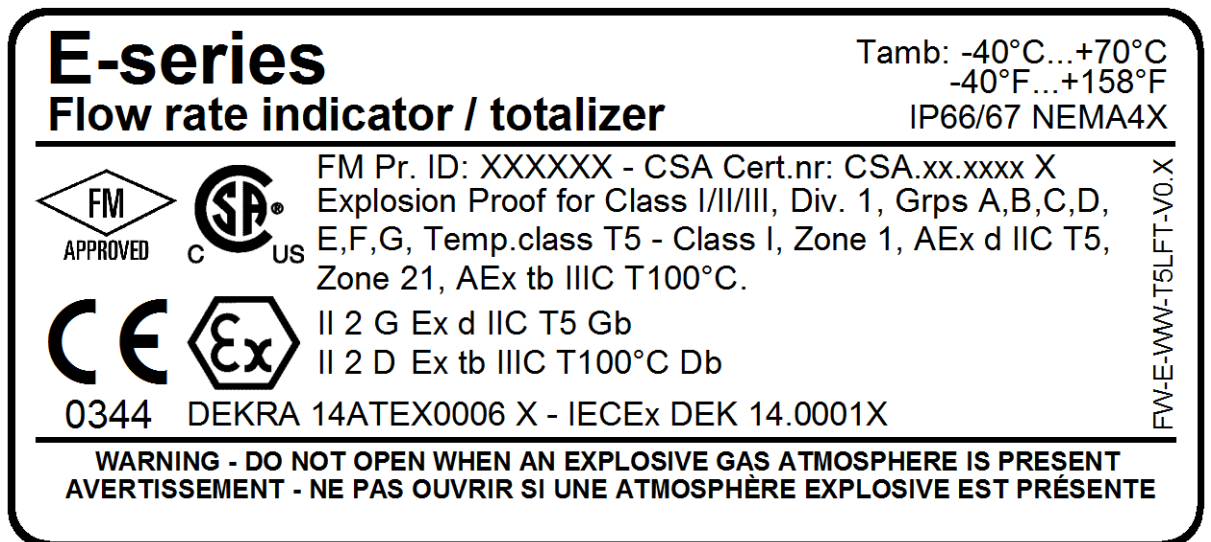 E-series
Flow rate indicator / totalizer
Tamb: -40°C...+70°C
-40°F...+158°F
IP66/67 NEMA4X
FM
APPROVED
CSA®
C US
FM Pr. ID: XXXXXX - CSA Cert.nr: CSA.xx.xxxx X
Explosion Proof for Class I/II/III, Div. 1, Grps A,B,C,D,
E,F,G, Temp.class T5 - Class I, Zone 1, AEx d IIC T5,
Zone 21, AEx tb IIIC T100°C.
CE
Ex
II 2 G Ex d IIC T5 Gb
II 2 D Ex tb IIIC T100°C Db
0344 DEKRA 14ATEX0006 X - IECEx DEK 14.0001X
FW-E-WW-T5LFT-V0.X
WARNING - DO NOT OPEN WHEN AN EXPLOSIVE GAS ATMOSPHERE IS PRESENT
AVERTISSEMENT - NE PAS OUVRIR SI UNE ATMOSPHÈRE EXPLOSIVE EST PRÉSENTE